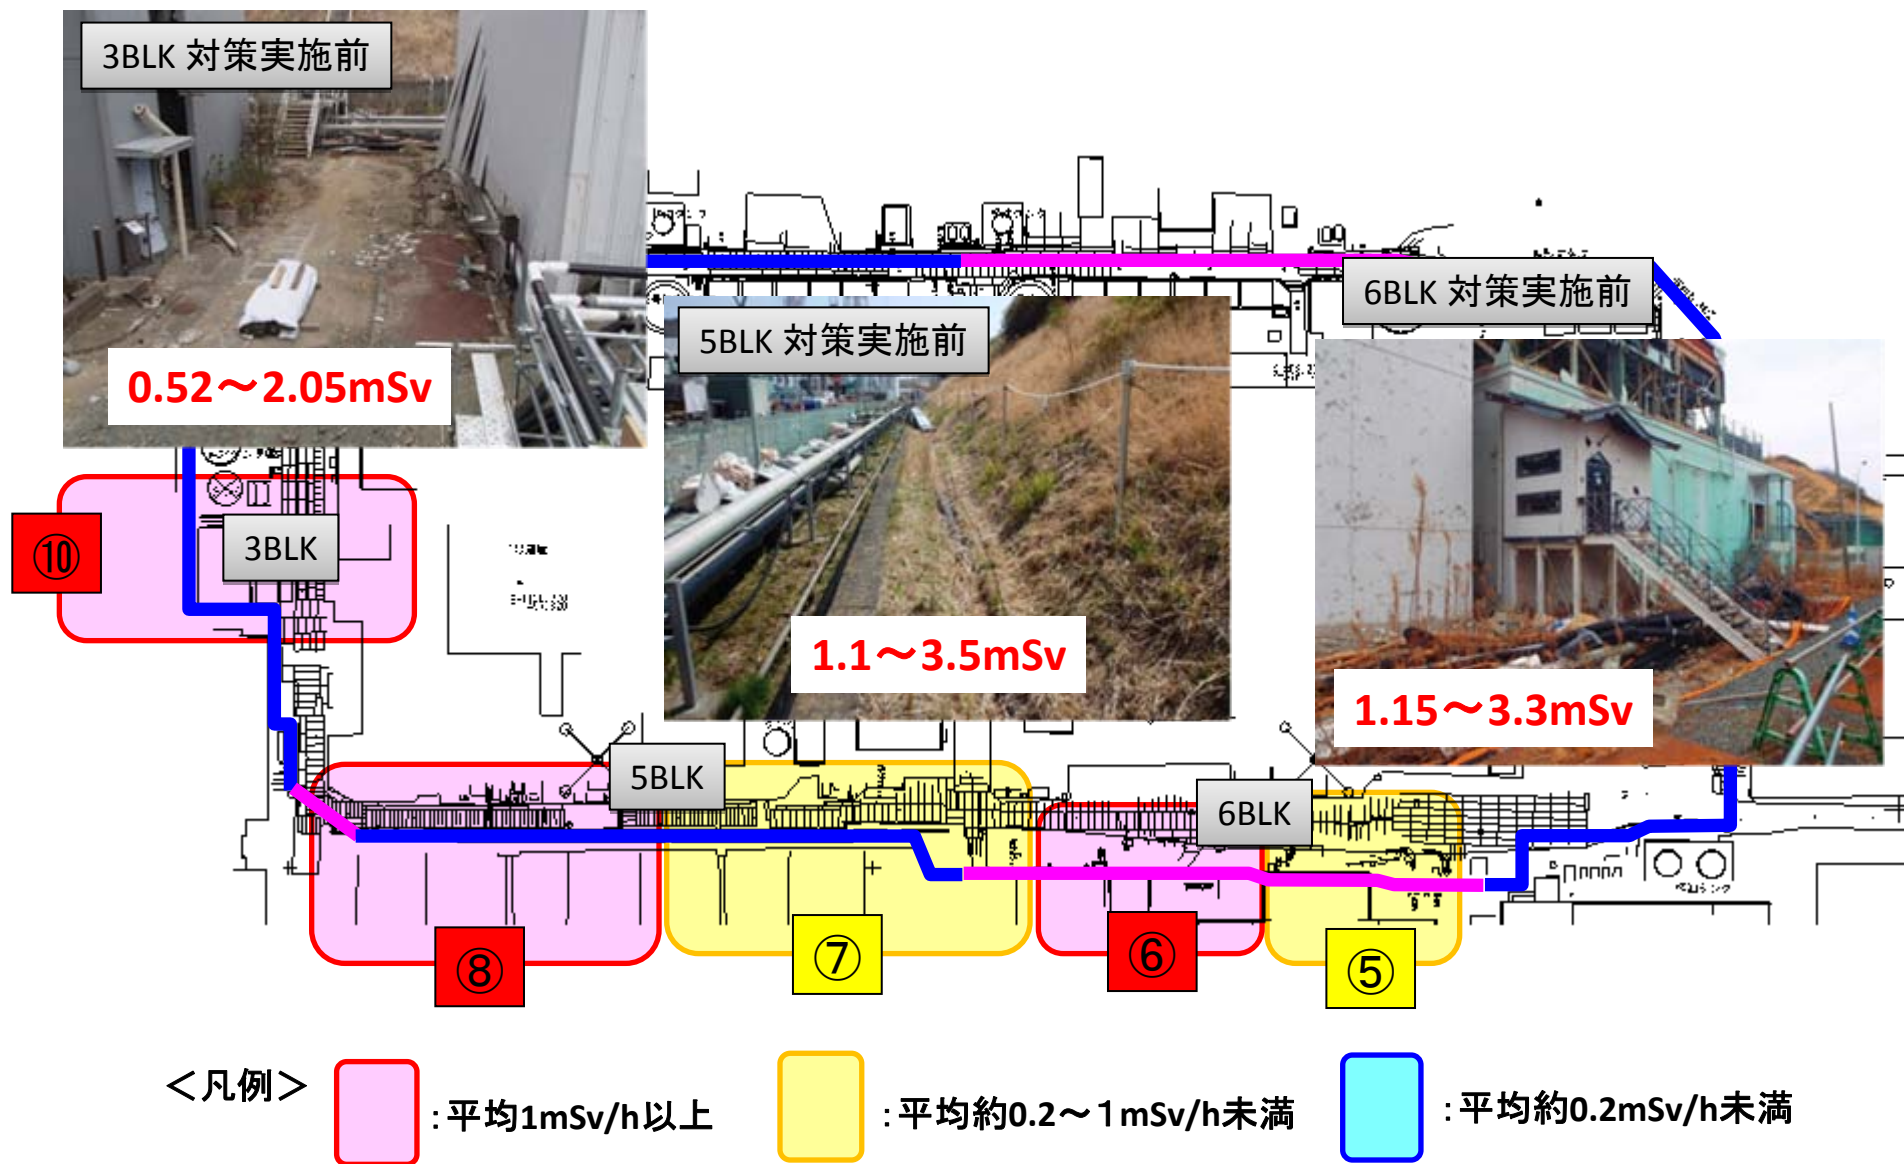 3BLK 対策実施前
0.52～2.05mSv
5BLK 対策実施前
1.1～3.5mSv
6BLK 対策実施前
1.15～3.3mSv
⑩
3BLK
5BLK
6BLK
⑧
⑦
⑥
⑤
＜凡例＞
：平均1mSv/h以上
：平均約0.2～１mSv/h未満
：平均約0.2mSv/h未満